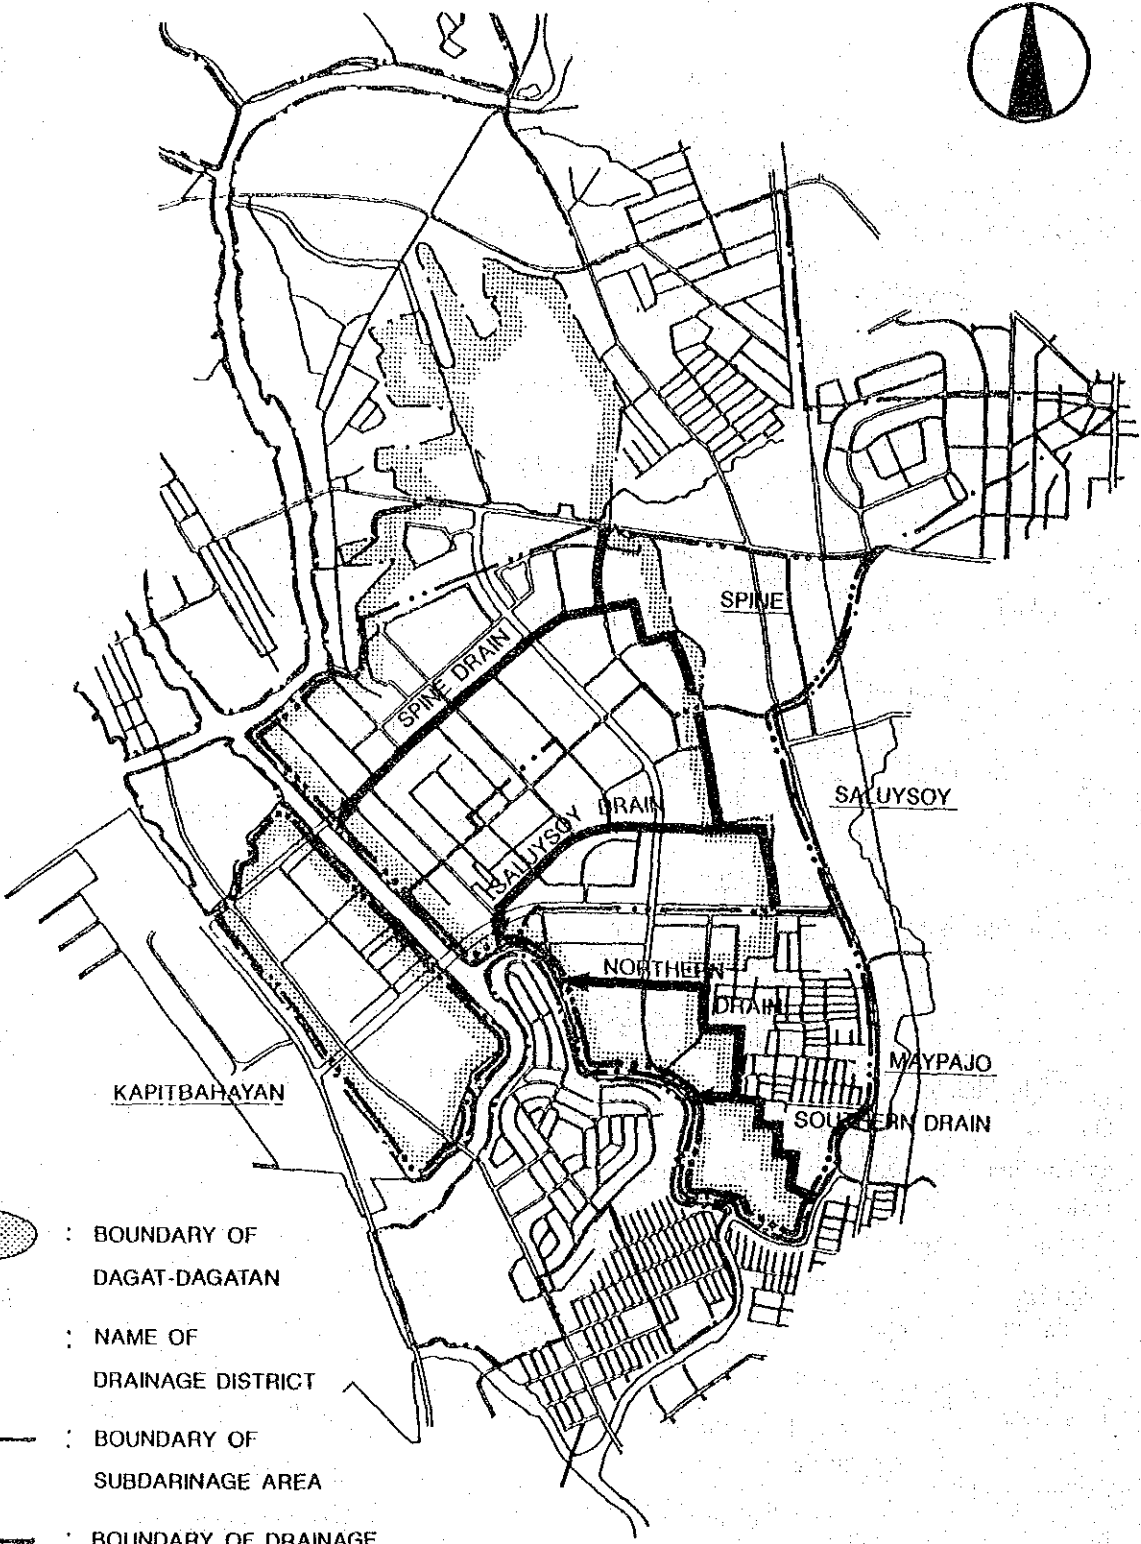 SPINE
SPINE DRAIN
SALUYSOY
SALUYSOY DRAIN
NORTHERN
DRAIN
MAYPAJO
KAPITBAHAYAN
SOUTHERN DRAIN
: BOUNDARY OF
DAGAT-DAGATAN
: NAME OF
DRAINAGE DISTRICT
: BOUNDARY OF
SUBDARINAGE AREA
: BOUNDARY OF DRAINAGE